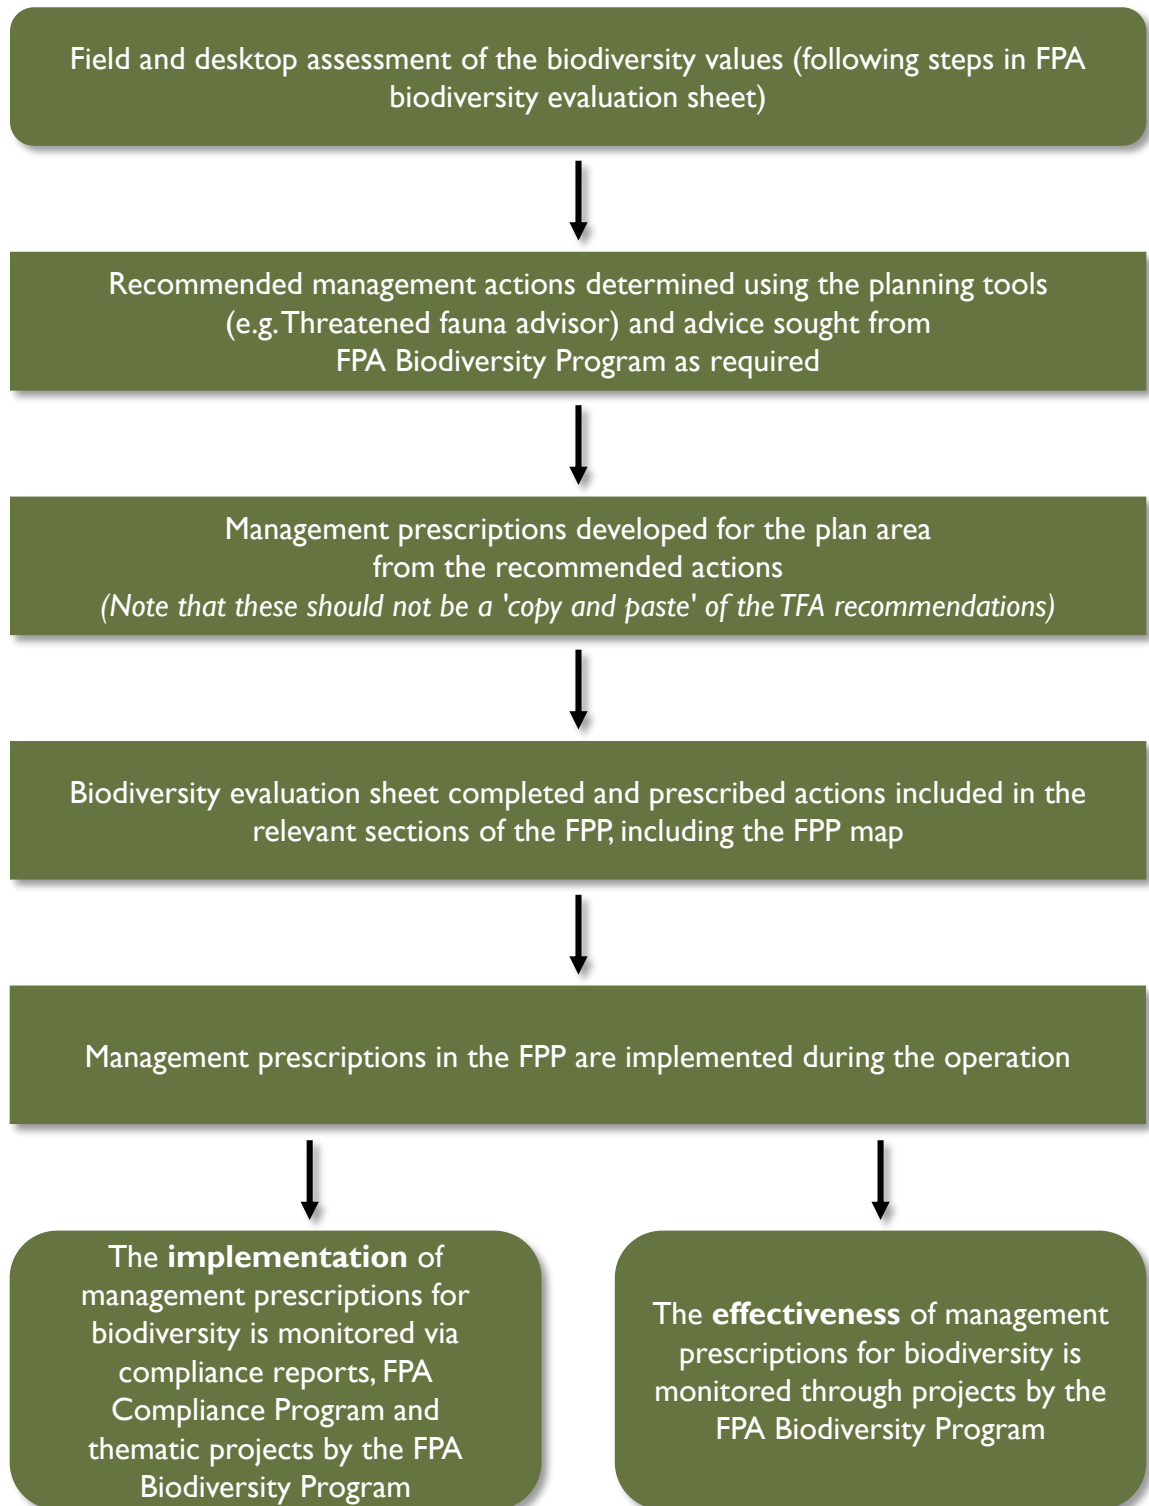 Field and desktop assessment of the biodiversity values (following steps in FPA
biodiversity evaluation sheet)
Recommended management actions determined using the planning tools
(e.g. Threatened fauna advisor) and advice sought from
FPA Biodiversity Program as required
Management prescriptions developed for the plan area
from the recommended actions
(Note that these should not be a 'copy and paste' of the TFA recommendations)
Biodiversity evaluation sheet completed and prescribed actions included in the
relevant sections of the FPP, including the FPP map
Management prescriptions in the FPP are implemented during the operation
The implementation of
management prescriptions for
biodiversity is monitored via
compliance reports, FPA
Compliance Program and
thematic projects by the FPA
Biodiversity Program
The effectiveness of management
prescriptions for biodiversity is
monitored through projects by the
FPA Biodiversity Program